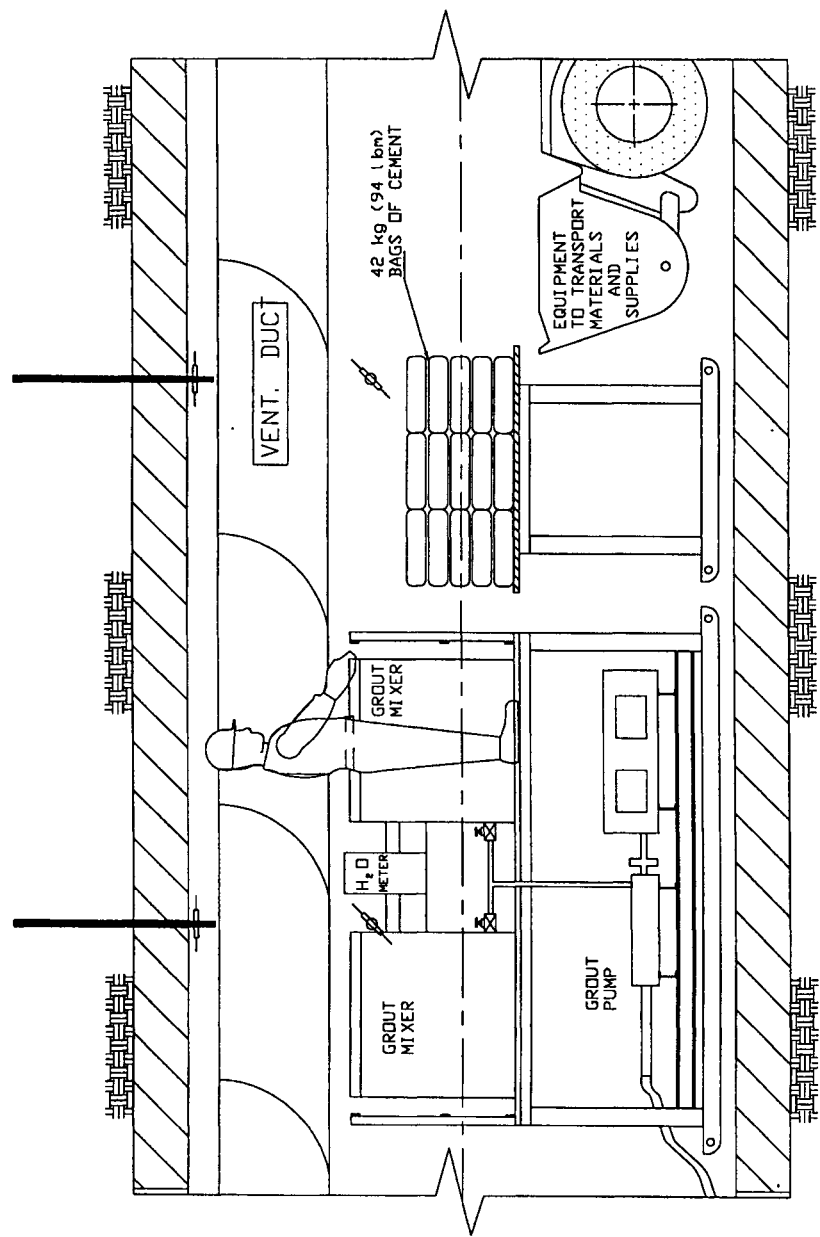 VENT. DUCT
42 kg (94 lbm)
BAGS OF CEMENT
EQUIPMENT
TO TRANSPORT
MATERIALS
AND
SUPPLIES
GROUT
MIXER
H₂O
METER
GROUT
MIXER
GROUT
PUMP